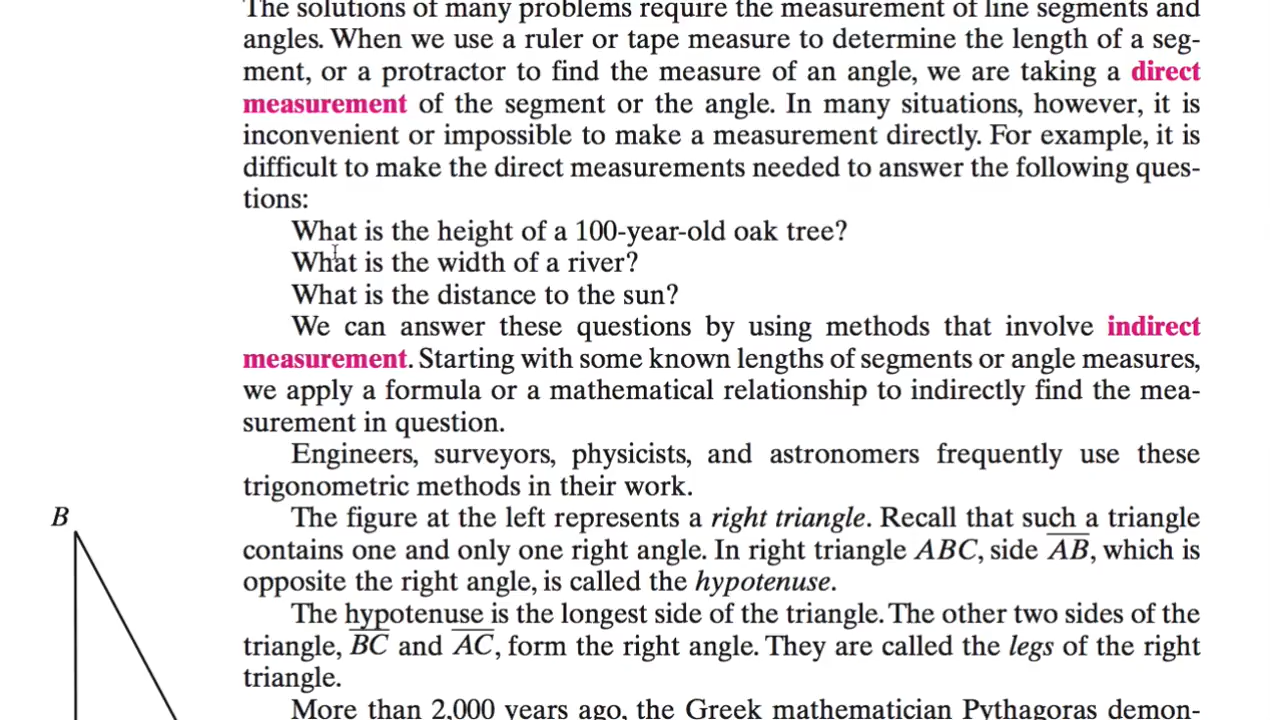 The solutions of many problems require the measurement of line segments and
angles. When we use a ruler or tape measure to determine the length of a seg-
ment, or a protractor to find the measure of an angle, we are taking a direct
measurement of the segment or the angle. In many situations, however, it is
inconvenient or impossible to make a measurement directly. For example, it is
difficult to make the direct measurements needed to answer the following ques-
tions:
What is the height of a 100-year-old oak tree?
What is the width of a river?
What is the distance to the sun?
We can answer these questions by using methods that involve indirect
measurement. Starting with some known lengths of segments or angle measures,
we apply a formula or a mathematical relationship to indirectly find the mea-
surement in question.
Engineers, surveyors, physicists, and astronomers frequently use these
trigonometric methods in their work.
B
The figure at the left represents a right triangle. Recall that such a triangle
contains one and only one right angle. In right triangle ABC, side A̅B̅, which is
opposite the right angle, is called the hypotenuse.
The hypotenuse is the longest side of the triangle. The other two sides of the
triangle, B̅C̅ and A̅C̅, form the right angle. They are called the legs of the right
triangle.
More than 2,000 years ago, the Greek mathematician Pythagoras demon-